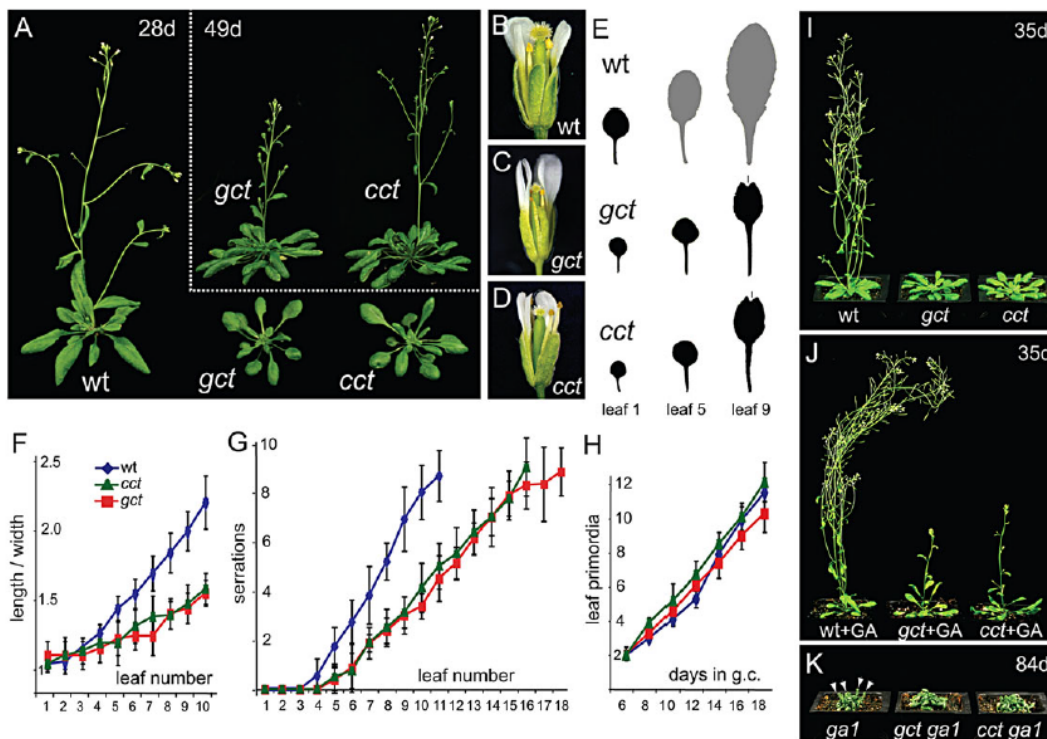 A
28d
49d
gct
cct
wt
gct
cct
B
wt
C
gct
D
cct
E
wt
gct
cct
leaf 1
leaf 5
leaf 9
F
2.5
2.0
1.5
1.0
length / width
wt
cct
gct
leaf number
1 2 3 4 5 6 7 8 9 10
G
10
8
6
4
2
serrations
leaf number
1 2 3 4 5 6 7 8 9 10 11 12 13 14 15 16 17 18
H
12
10
8
6
4
2
leaf primordia
days in g.c.
6 8 10 12 14 16 18
I
35d
wt
gct
cct
J
35d
wt+GA
gct+GA
cct+GA
K
84d
ga1
gct ga1
cct ga1